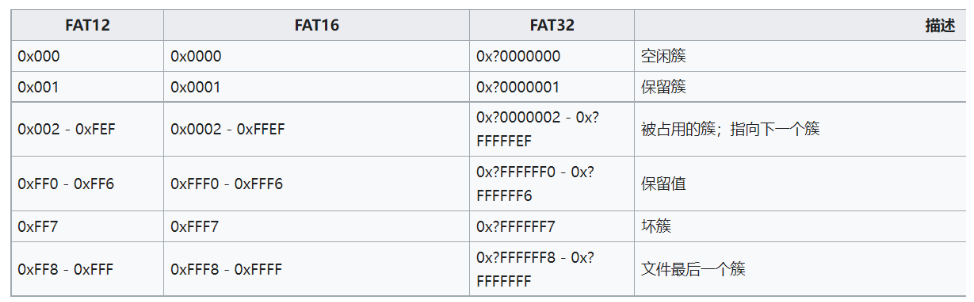 FAT12 FAT16 FAT32 描述
0x000 0x0000 0x?0000000 空闲簇
0x001 0x0001 0x?0000001 保留簇
0x002 - 0xFEF 0x0002 - 0xFFEF 0x?0000002 - 0x?
FFFFFEF 被占用的簇；指向下一个簇
0xFF0 - 0xFF6 0xFFF0 - 0xFFF6 0x?FFFFFF0 - 0x?
FFFFFF6 保留值
0xFF7 0xFFF7 0x?FFFFFF7 坏簇
0xFF8 - 0xFFF 0xFFF8 - 0xFFFF 0x?FFFFFF8 - 0x?
FFFFFFF 文件最后一个簇